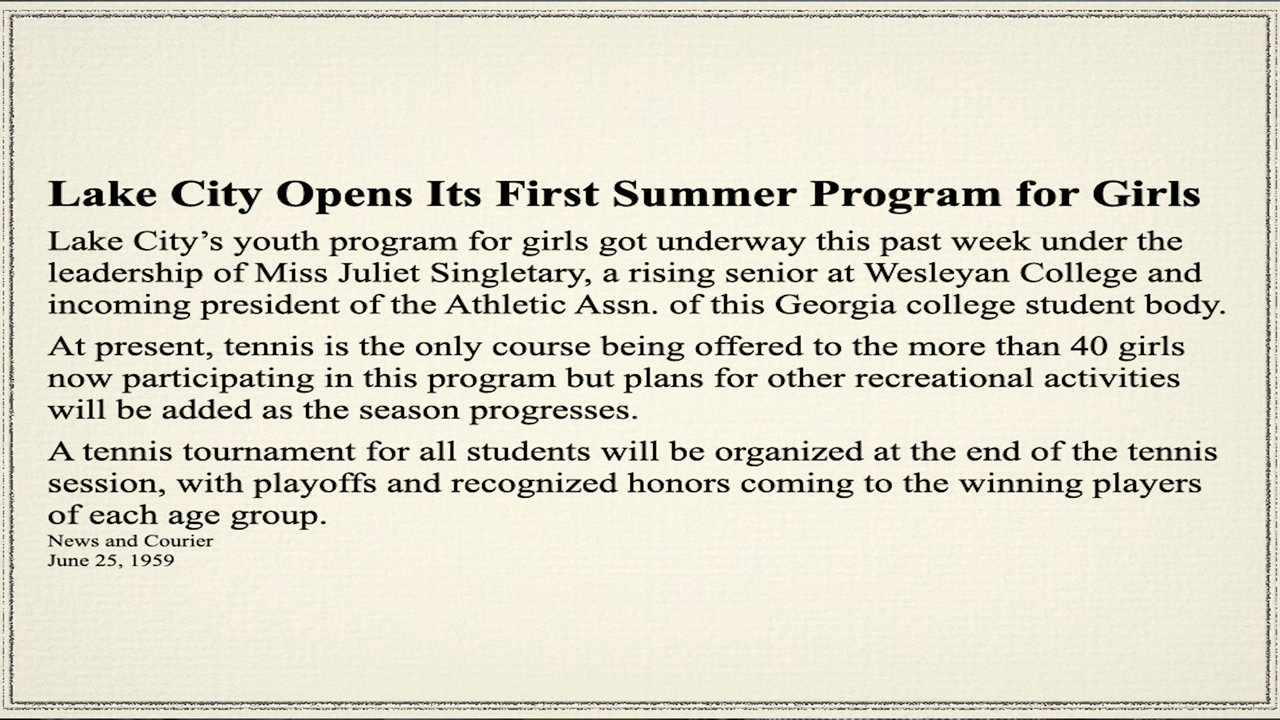 Lake City Opens Its First Summer Program for Girls
Lake City’s youth program for girls got underway this past week under the
leadership of Miss Juliet Singletary, a rising senior at Wesleyan College and
incoming president of the Athletic Assn. of this Georgia college student body.
At present, tennis is the only course being offered to the more than 40 girls
now participating in this program but plans for other recreational activities
will be added as the season progresses.
A tennis tournament for all students will be organized at the end of the tennis
session, with playoffs and recognized honors coming to the winning players
of each age group.
News and Courier
June 25, 1959